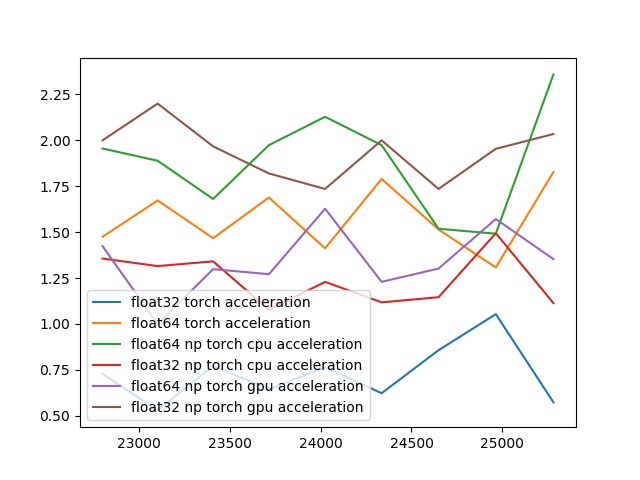 2.25
2.00
1.75
1.50
1.25
1.00
0.75
0.50
float32 torch acceleration
float64 torch acceleration
float64 np torch cpu acceleration
float32 np torch cpu acceleration
float64 np torch gpu acceleration
float32 np torch gpu acceleration
23000 23500 24000 24500 25000